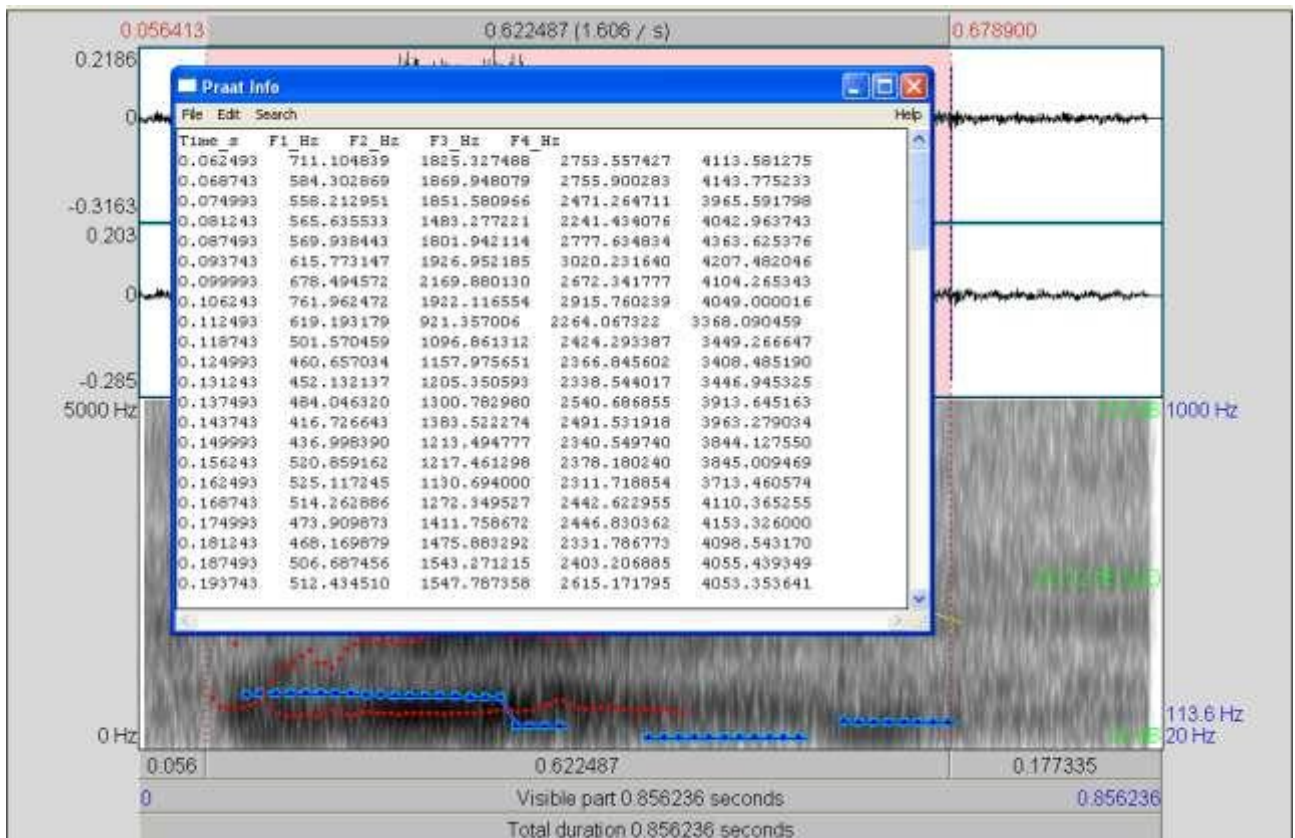 0.056413 0.622487 (1.606 / s) 0.678900
0.2186
Praat Info
File Edit Search Help
0
Time_s F1_Hz F2_Hz F3_Hz F4_Hz
0.062493 711.104839 1825.327488 2753.557427 4113.581275
0.068743 584.302869 1869.948079 2755.900283 4143.775233
0.074993 558.212951 1851.580966 2471.264711 3965.591798
-0.3163
0.081243 565.635533 1483.277221 2241.434076 4042.963743
0.203
0.087493 569.938443 1801.942114 2777.634834 4363.625376
0.093743 615.773147 1926.952185 3020.231640 4207.482046
0.099993 678.494572 2169.880130 2672.341777 4104.265343
0
0.106243 761.962472 1922.116554 2915.760239 4049.000016
0.112493 619.193179 921.357006 2264.067322 3368.090459
0.118743 501.570459 1096.861312 2424.293387 3449.266647
0.124993 460.657034 1157.975651 2366.845602 3408.485190
-0.285
0.131243 452.132137 1205.350593 2338.544017 3446.945325
5000 Hz 1000 Hz
0.137493 484.046320 1300.782980 2540.686855 3913.645163
0.143743 416.726643 1383.522274 2491.531918 3963.279034
0.149993 436.998390 1213.494777 2340.549740 3844.127550
0.156243 520.859162 1217.461298 2378.180240 3845.009469
0.162493 525.117245 1130.694000 2311.718854 3713.460574
0.168743 514.262886 1272.349527 2442.622955 4110.365255
0.174993 473.909873 1411.758672 2446.830362 4153.326000
0.181243 468.169879 1475.883292 2331.786773 4098.543170
0.187493 506.687456 1543.271215 2403.206885 4055.439349
0.193743 512.434510 1547.787358 2615.171795 4053.353641
113.6 Hz
0 Hz 20 Hz
0.056 0.622487 0.177335
0 Visible part 0.856236 seconds 0.856236
Total duration 0.856236 seconds